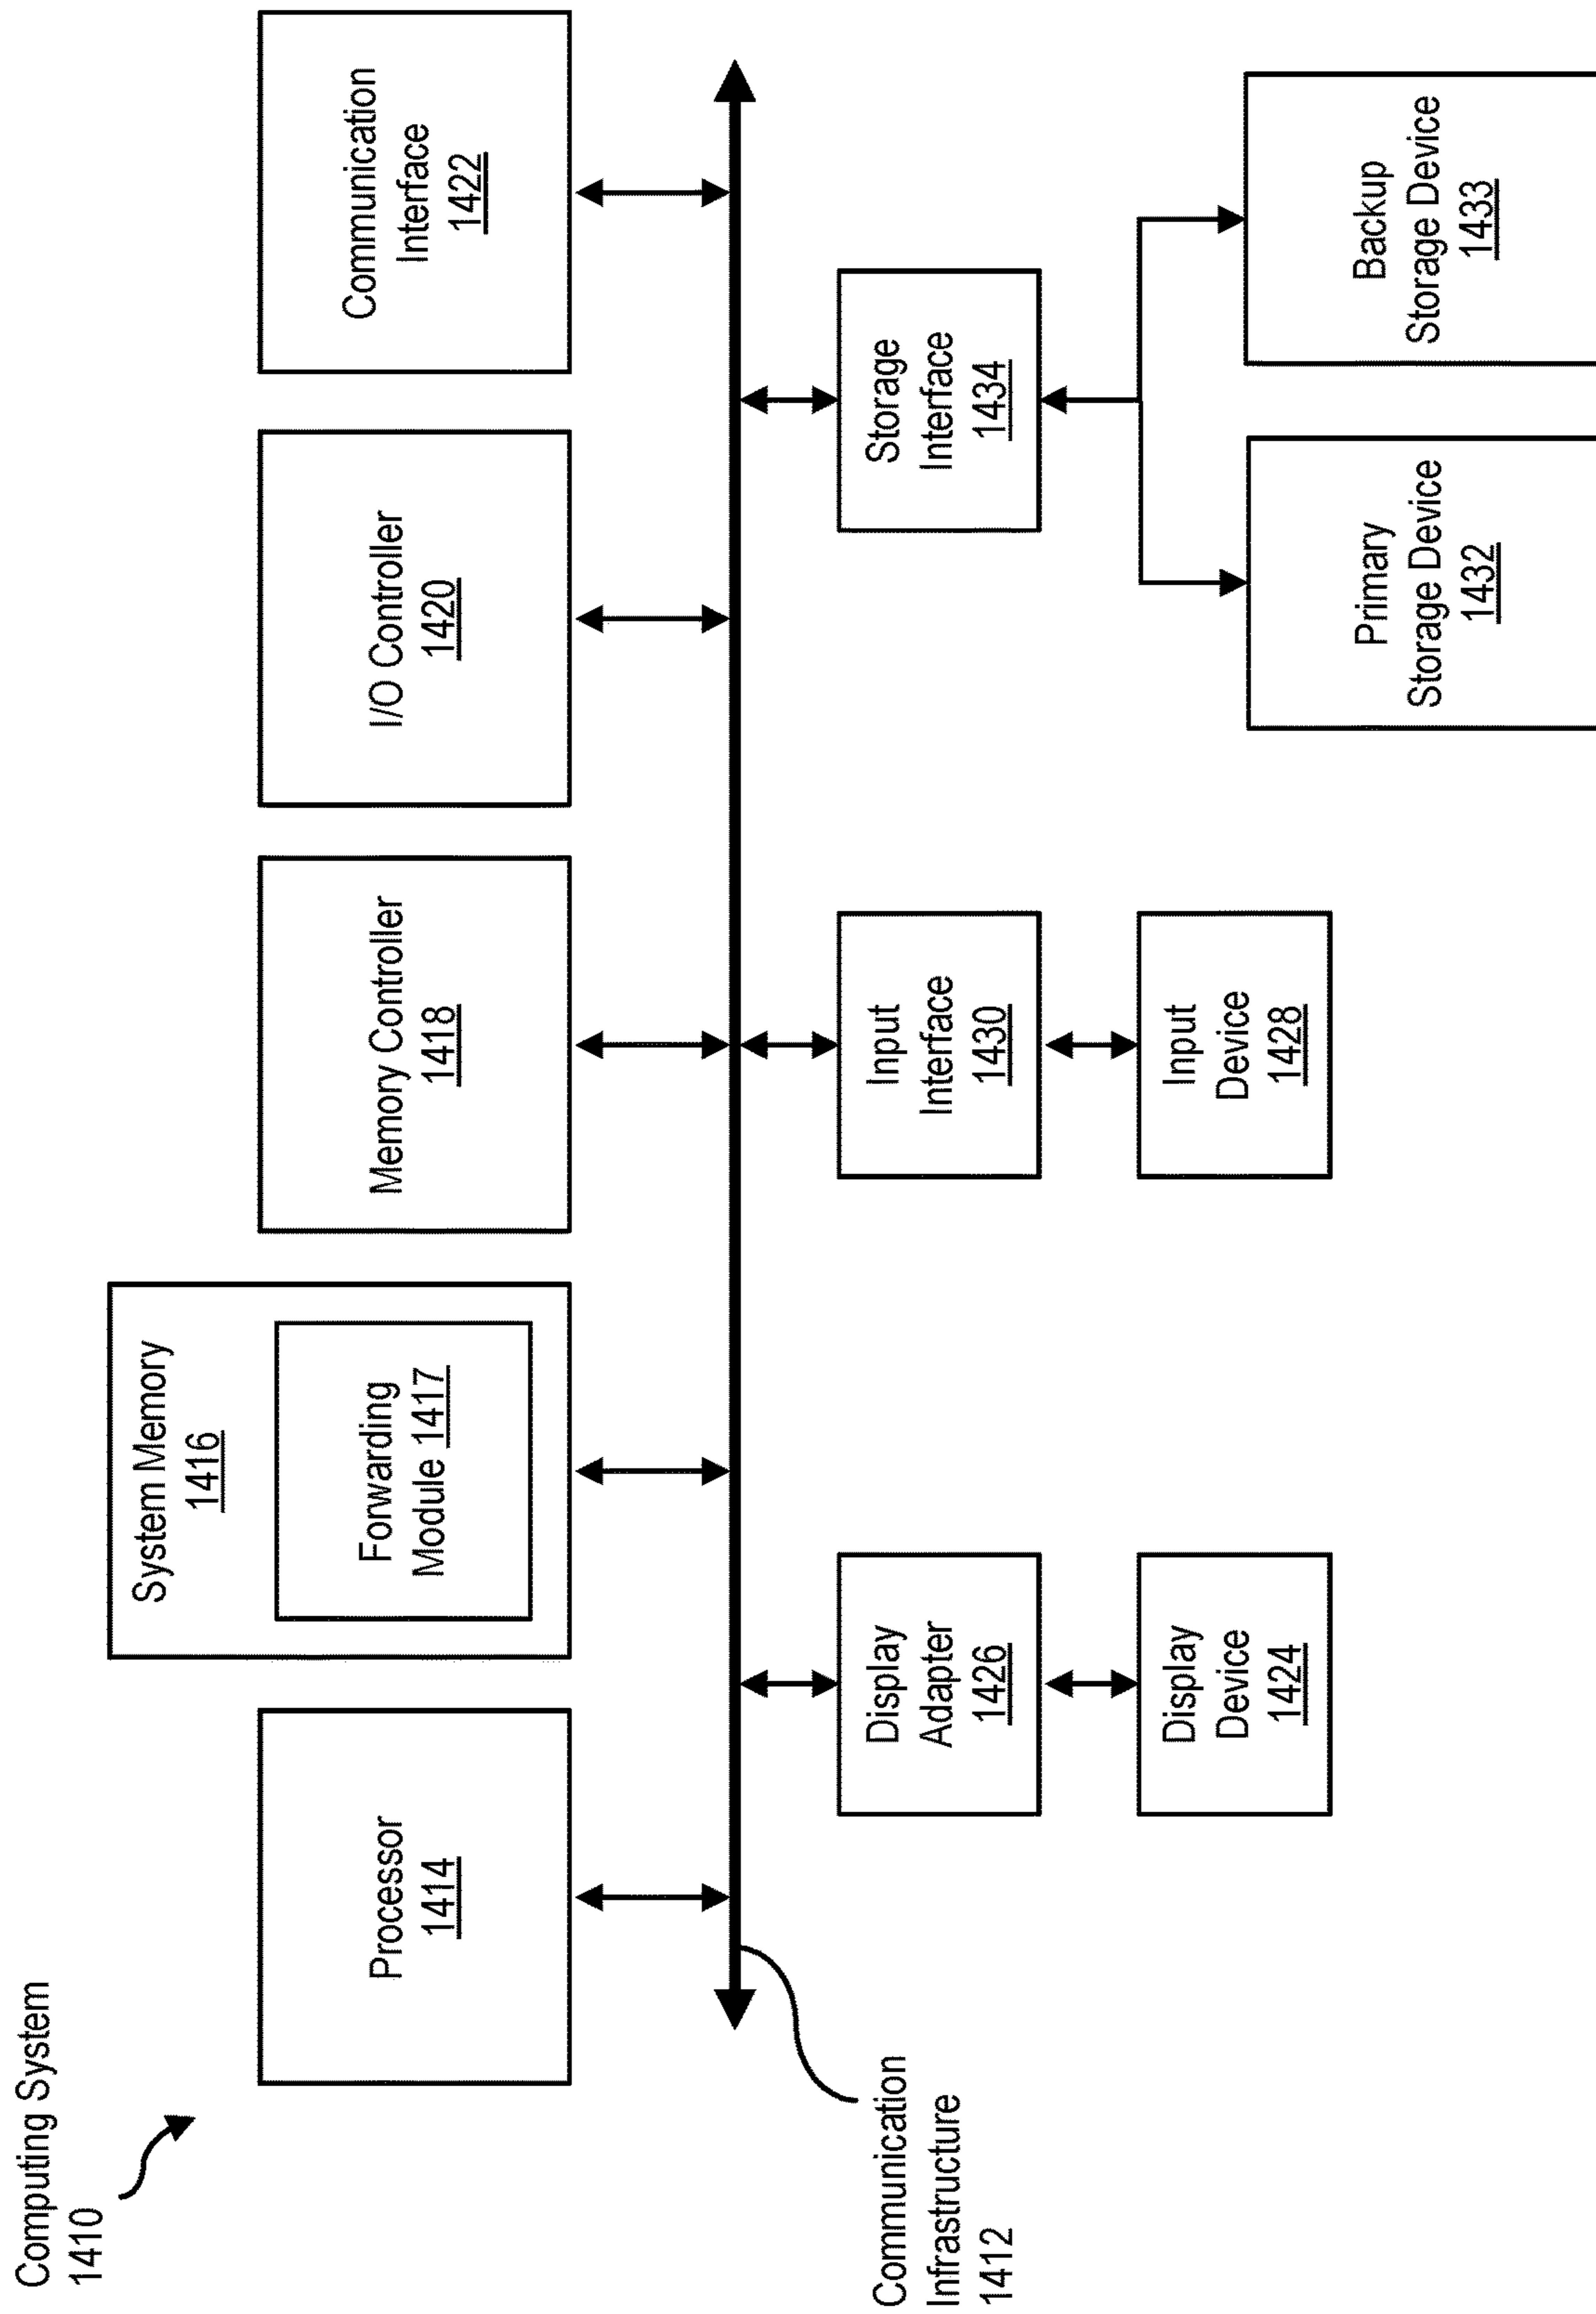 Computing System
1410
Processor
1414
System Memory
1416
Forwarding
Module 1417
Memory Controller
1418
I/O Controller
1420
Communication
Interface
1422
Communication
Infrastructure
1412
Display
Adapter
1426
Input
Interface
1430
Storage
Interface
1434
Display
Device
1424
Input
Device
1428
Primary
Storage Device
1432
Backup
Storage Device
1433